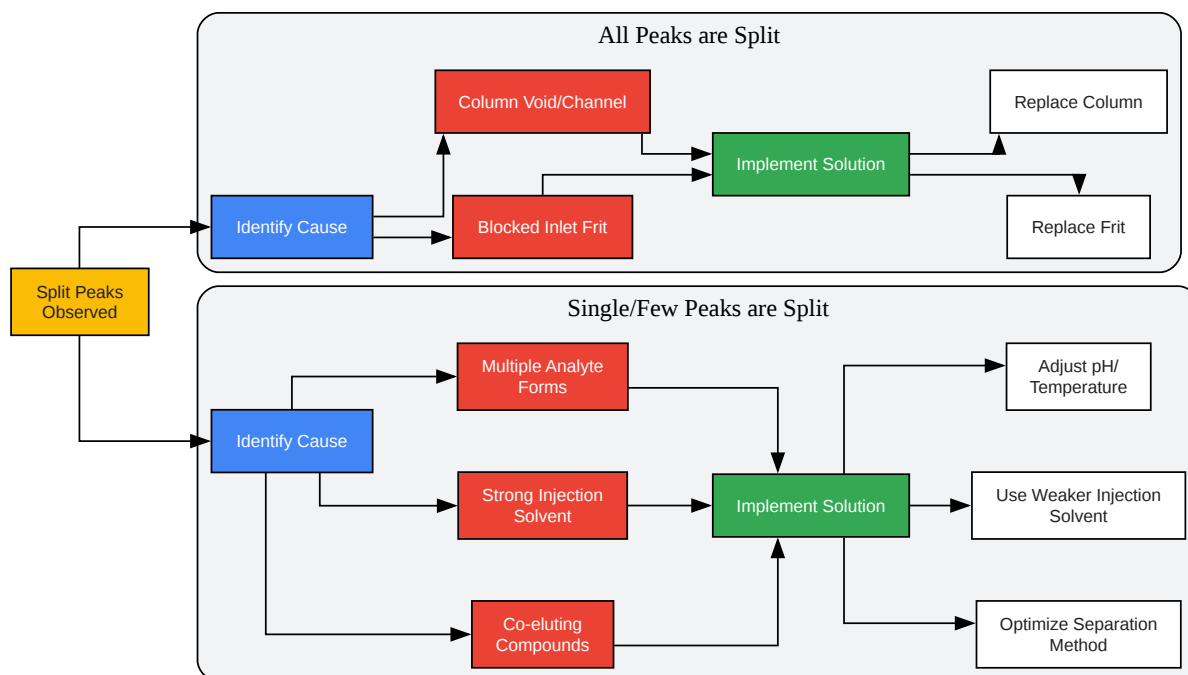 All Peaks are Split
Column Void/Channel
Replace Column
Implement Solution
Identify Cause
Blocked Inlet Frit
Replace Frit
Split Peaks
Observed
Single/Few Peaks are Split
Multiple Analyte
Forms
Adjust pH/
Temperature
Identify Cause
Strong Injection
Solvent
Implement Solution
Use Weaker Injection
Solvent
Co-eluting
Compounds
Optimize Separation
Method